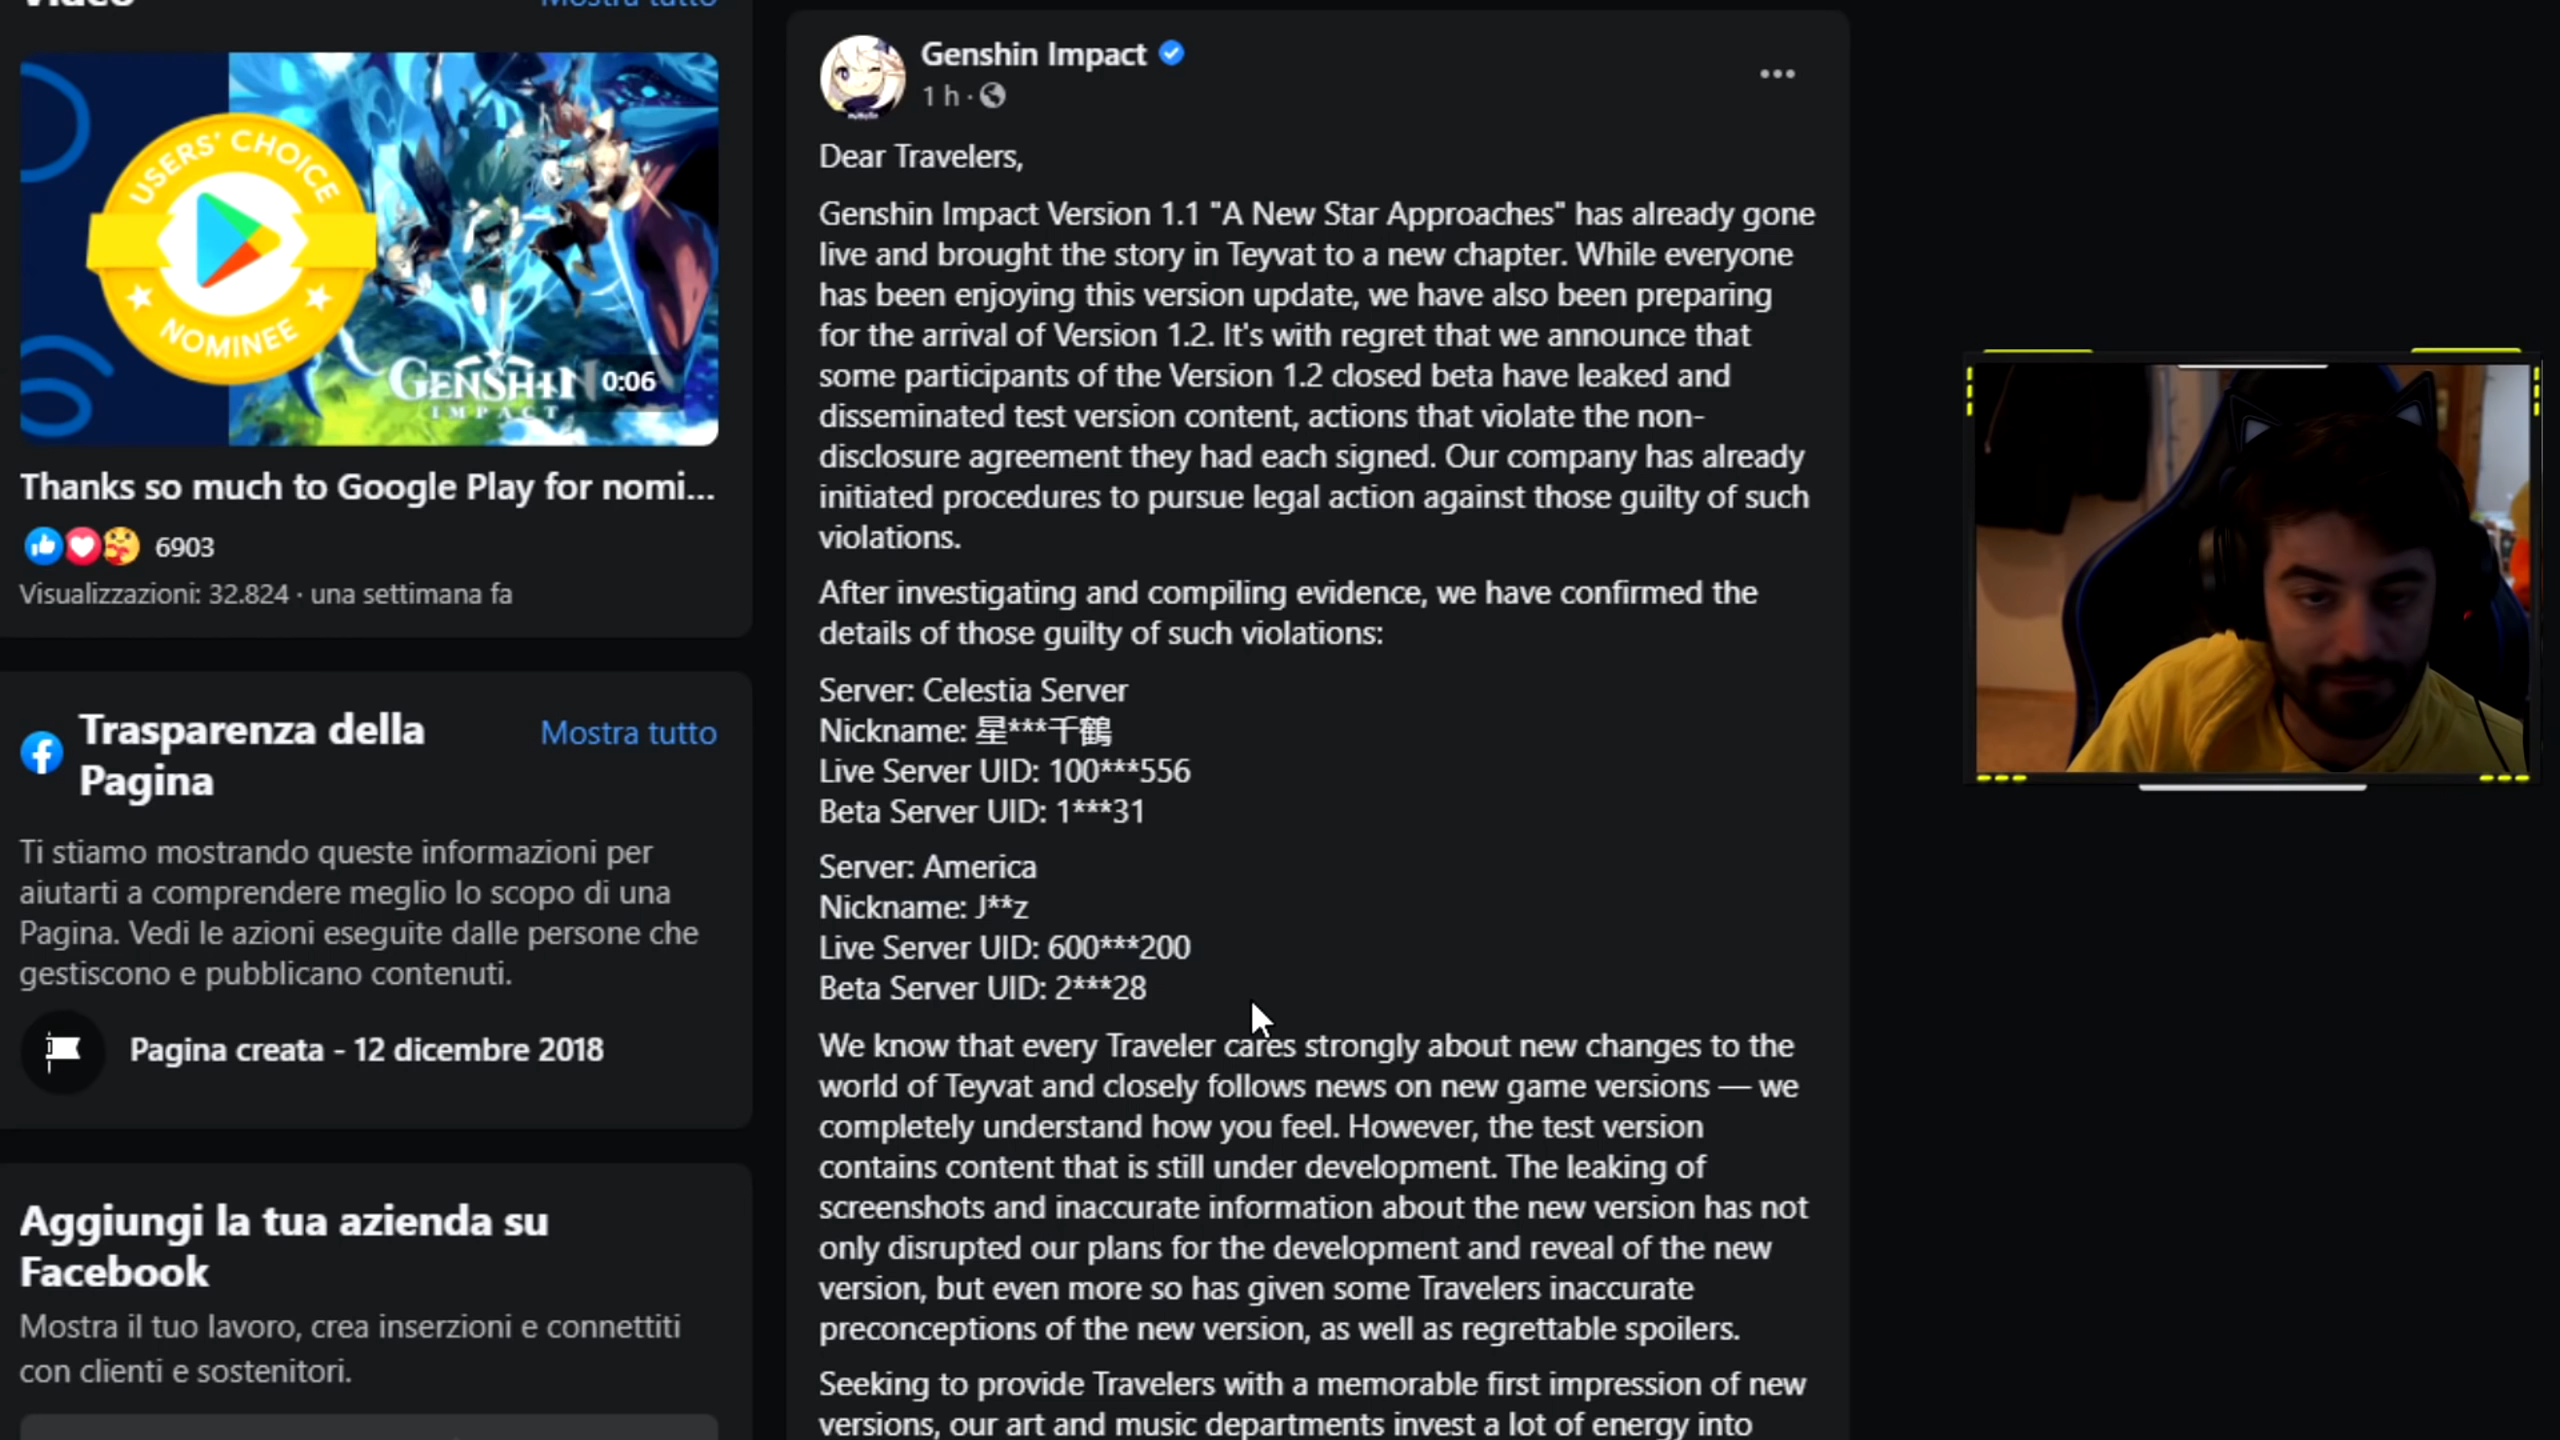 Video
Mostra tutto
USERS' CHOICE
NOMINEE
GENSHIN
IMPACT
0:06
Thanks so much to Google Play for nomi...
6903
Visualizzazioni: 32.824 · una settimana fa
Trasparenza della
Pagina
Mostra tutto
Ti stiamo mostrando queste informazioni per
aiutarti a comprendere meglio lo scopo di una
Pagina. Vedi le azioni eseguite dalle persone che
gestiscono e pubblicano contenuti.
Pagina creata - 12 dicembre 2018
Aggiungi la tua azienda su
Facebook
Mostra il tuo lavoro, crea inserzioni e connettiti
con clienti e sostenitori.
Genshin Impact
1 h ·
Dear Travelers,
Genshin Impact Version 1.1 "A New Star Approaches" has already gone
live and brought the story in Teyvat to a new chapter. While everyone
has been enjoying this version update, we have also been preparing
for the arrival of Version 1.2. It's with regret that we announce that
some participants of the Version 1.2 closed beta have leaked and
disseminated test version content, actions that violate the non-
disclosure agreement they had each signed. Our company has already
initiated procedures to pursue legal action against those guilty of such
violations.
After investigating and compiling evidence, we have confirmed the
details of those guilty of such violations:
Server: Celestia Server
Nickname: 星***千鶴
Live Server UID: 100***556
Beta Server UID: 1***31
Server: America
Nickname: J**z
Live Server UID: 600***200
Beta Server UID: 2***28
We know that every Traveler cares strongly about new changes to the
world of Teyvat and closely follows news on new game versions — we
completely understand how you feel. However, the test version
contains content that is still under development. The leaking of
screenshots and inaccurate information about the new version has not
only disrupted our plans for the development and reveal of the new
version, but even more so has given some Travelers inaccurate
preconceptions of the new version, as well as regrettable spoilers.
Seeking to provide Travelers with a memorable first impression of new
versions, our art and music departments invest a lot of energy into